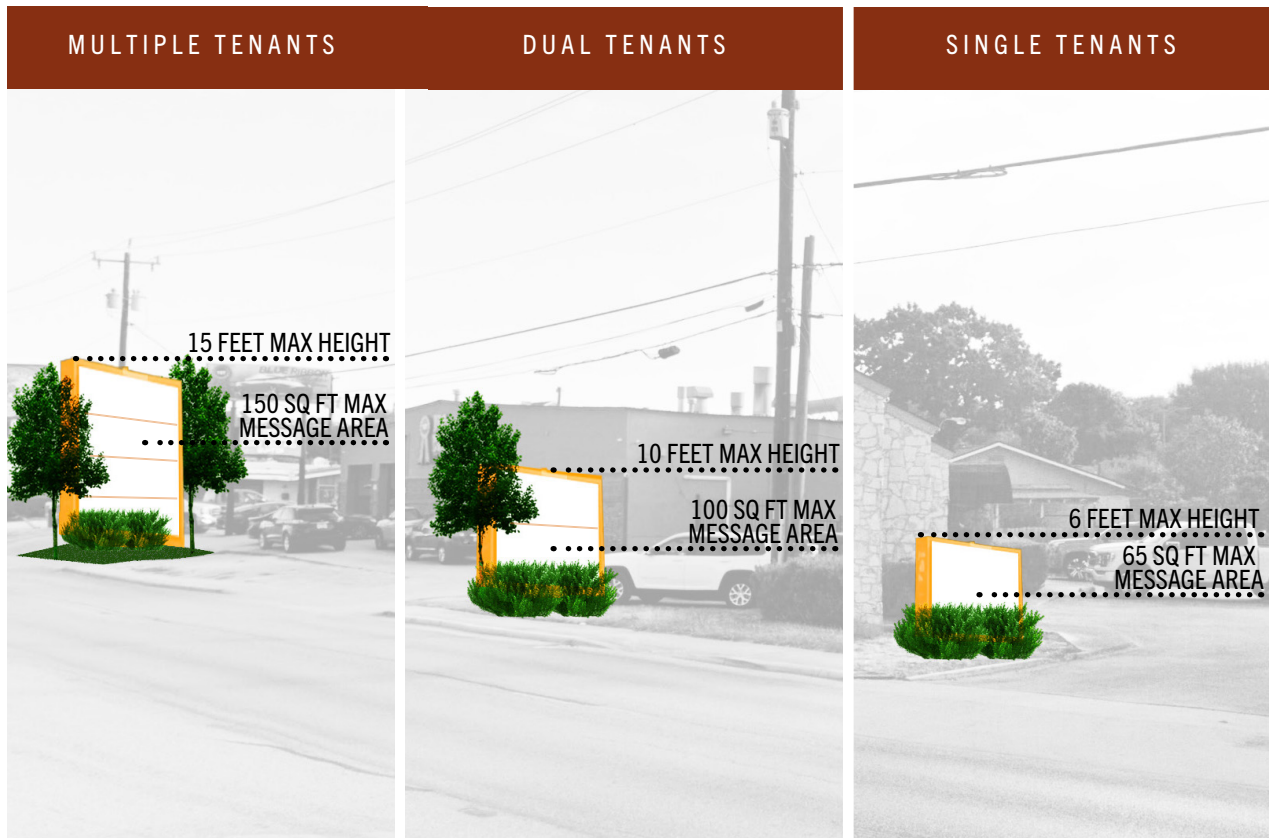 MULTIPLE TENANTS
15 FEET MAX HEIGHT
150 SQ FT MAX
MESSAGE AREA
DUAL TENANTS
10 FEET MAX HEIGHT
100 SQ FT MAX
MESSAGE AREA
SINGLE TENANTS
6 FEET MAX HEIGHT
65 SQ FT MAX
MESSAGE AREA